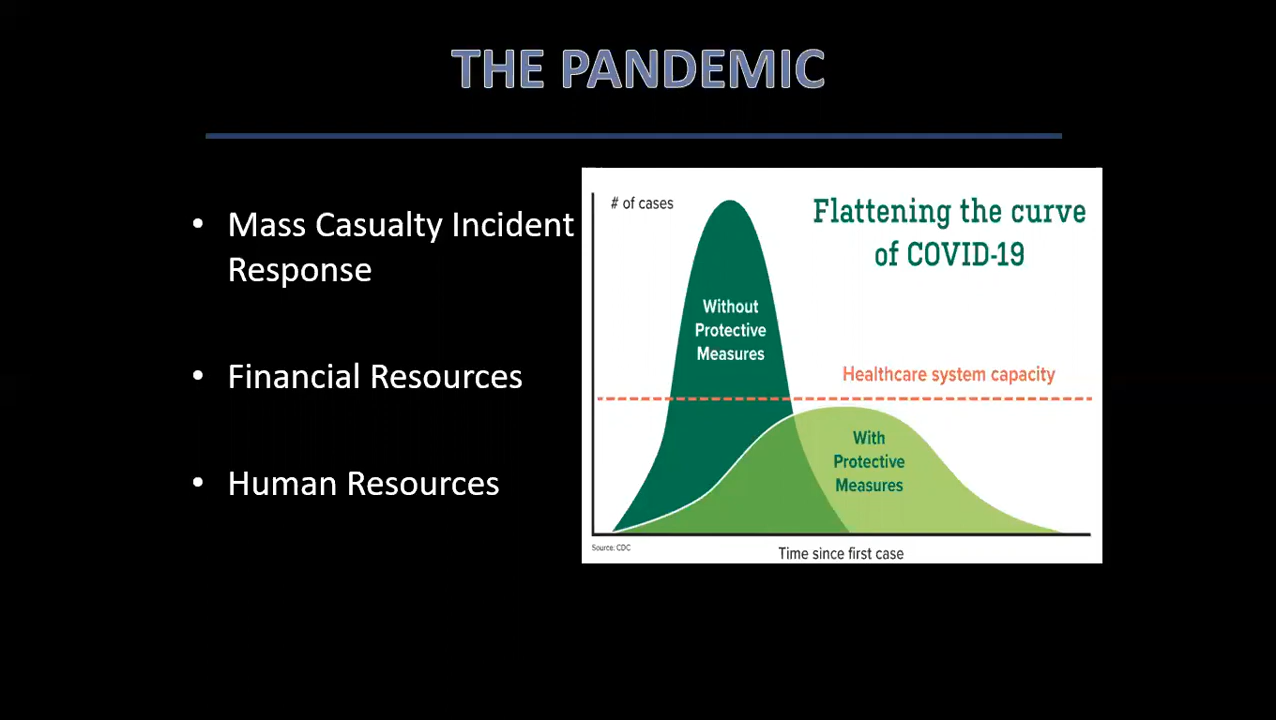 THE PANDEMIC
• Mass Casualty Incident
Response
• Financial Resources
• Human Resources
# of cases
Flattening the curve
of COVID-19
Without
Protective
Measures
Healthcare system capacity
With
Protective
Measures
Source: CDC
Time since first case